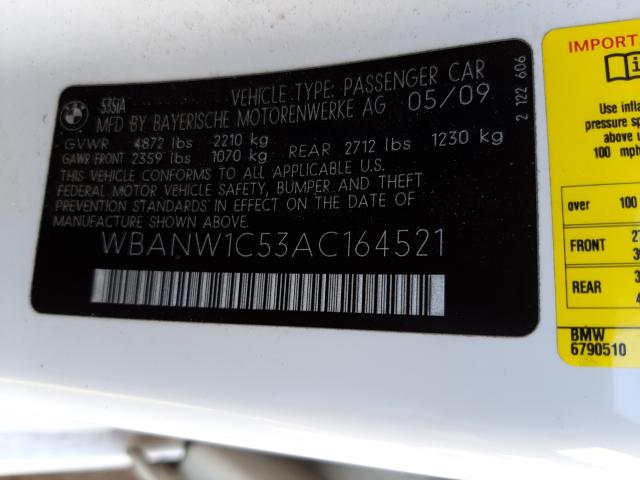 BMW
535iA VEHICLE TYPE: PASSENGER CAR
MFD BY BAYERISCHE MOTORENWERKE AG 05/09
GVWR 4872 lbs 2210 kg
GAWR FRONT 2359 lbs 1070 kg REAR 2712 lbs 1230 kg
THIS VEHICLE CONFORMS TO ALL APPLICABLE U.S.
FEDERAL MOTOR VEHICLE SAFETY, BUMPER AND THEFT
PREVENTION STANDARDS IN EFFECT ON THE DATE OF
MANUFACTURE SHOWN ABOVE.
WBANW1C53AC164521
2 122 606
IMPORTA
i
Use infla
pressure sp
above u
100 mph
over 100
FRONT 27
REAR
BMW
6790510